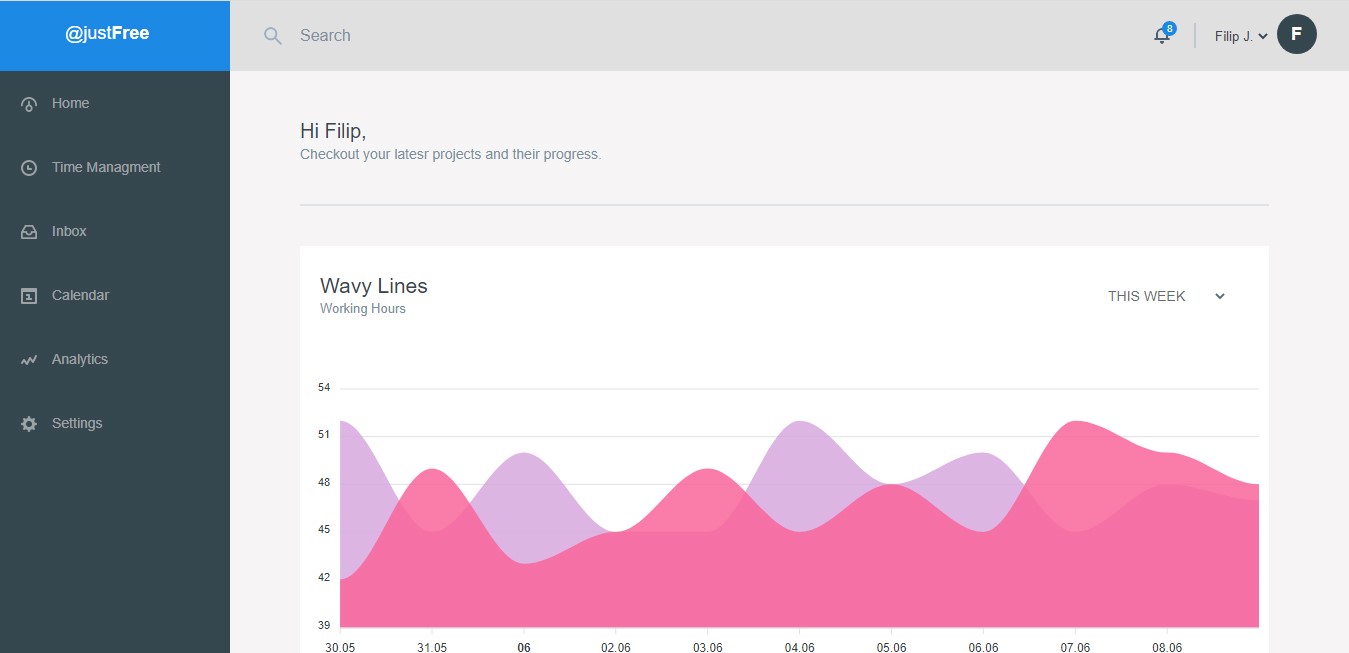 @justFree
Search
8
Filip J.
F
Home
Time Managment
Inbox
Calendar
Analytics
Settings
Hi Filip,
Checkout your latesr projects and their progress.
Wavy Lines
Working Hours
THIS WEEK
54
51
48
45
42
39
30.05 31.05 06 02.06 03.06 04.06 05.06 06.06 07.06 08.06